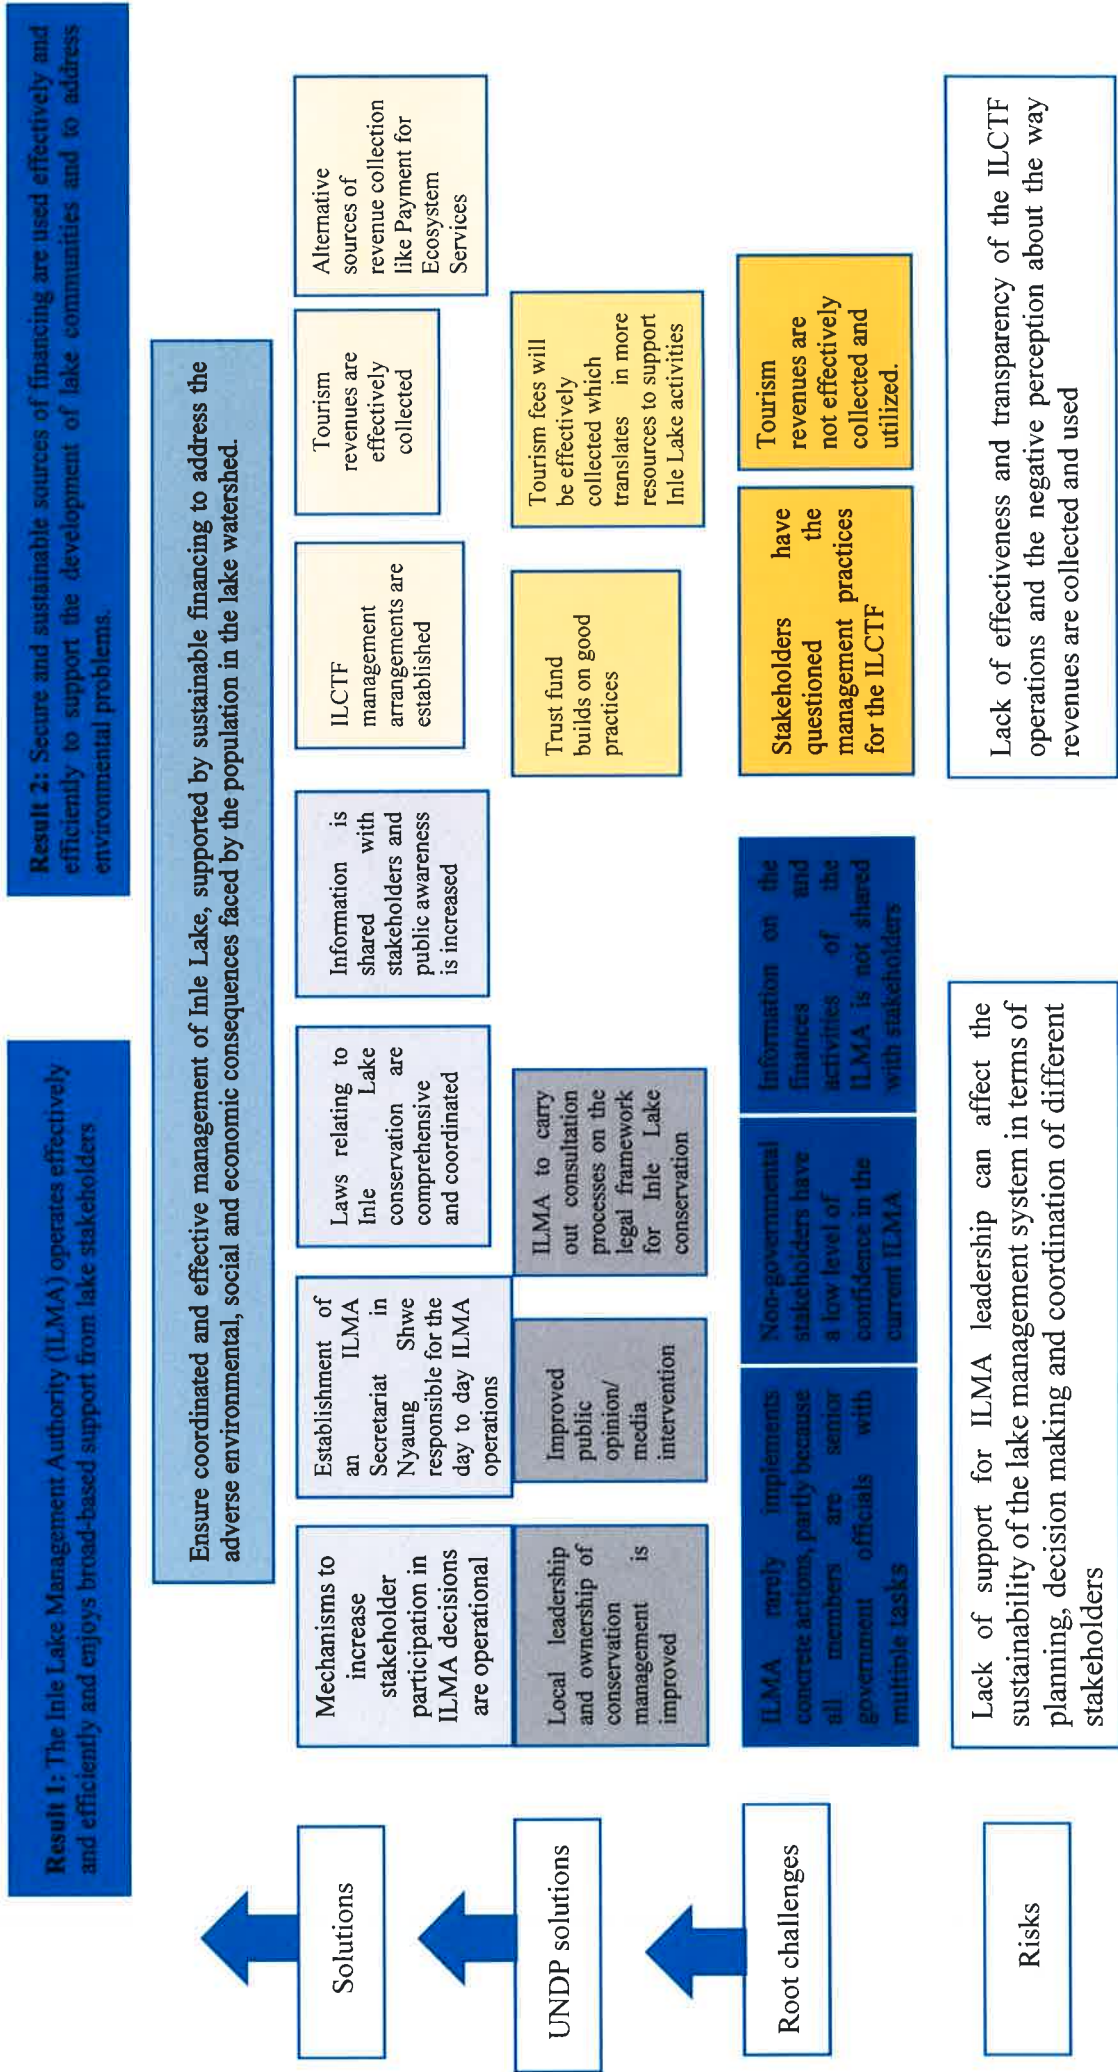 Result 1: The Inle Lake Management Authority (ILMA) operates effectively
and efficiently and enjoys broad-based support from lake stakeholders
Result 2: Secure and sustainable sources of financing are used effectively and
efficiently to support the development of lake communities and to address
environmental problems.
Ensure coordinated and effective management of Inle Lake, supported by sustainable financing to address the
adverse environmental, social and economic consequences faced by the population in the lake watershed.
Solutions
Mechanisms to
increase
stakeholder
participation in
ILMA decisions
are operational
Establishment of
an ILMA
Secretariat in
Nyaung Shwe
responsible for the
day to day ILMA
operations
Laws relating to
Inle Lake
conservation are
comprehensive
and coordinated
Information is
shared with
stakeholders and
public awareness
is increased
ILCTF
management
arrangements are
established
Tourism
revenues are
effectively
collected
Alternative
sources of
revenue collection
like Payment for
Ecosystem
Services
UNDP solutions
Local leadership
and ownership of
conservation
management is
improved
Improved
public
opinion/
media
intervention
ILMA to carry
out consultation
processes on the
legal framework
for Inle Lake
conservation
Trust fund
builds on good
practices
Tourism fees will
be effectively
collected which
translates in more
resources to support
Inle Lake activities
Root challenges
ILMA rarely implements
concrete actions, partly because
all members are senior
government officials with
multiple tasks
Non-governmental
stakeholders have
a low level of
confidence in the
current ILMA
Information on the
finances and
activities of the
ILMA is not shared
with stakeholders
Stakeholders have
questioned the
management practices
for the ILCTF
Tourism
revenues are
not effectively
collected and
utilized.
Risks
Lack of support for ILMA leadership can affect the
sustainability of the lake management system in terms of
planning, decision making and coordination of different
stakeholders
Lack of effectiveness and transparency of the ILCTF
operations and the negative perception about the way
revenues are collected and used